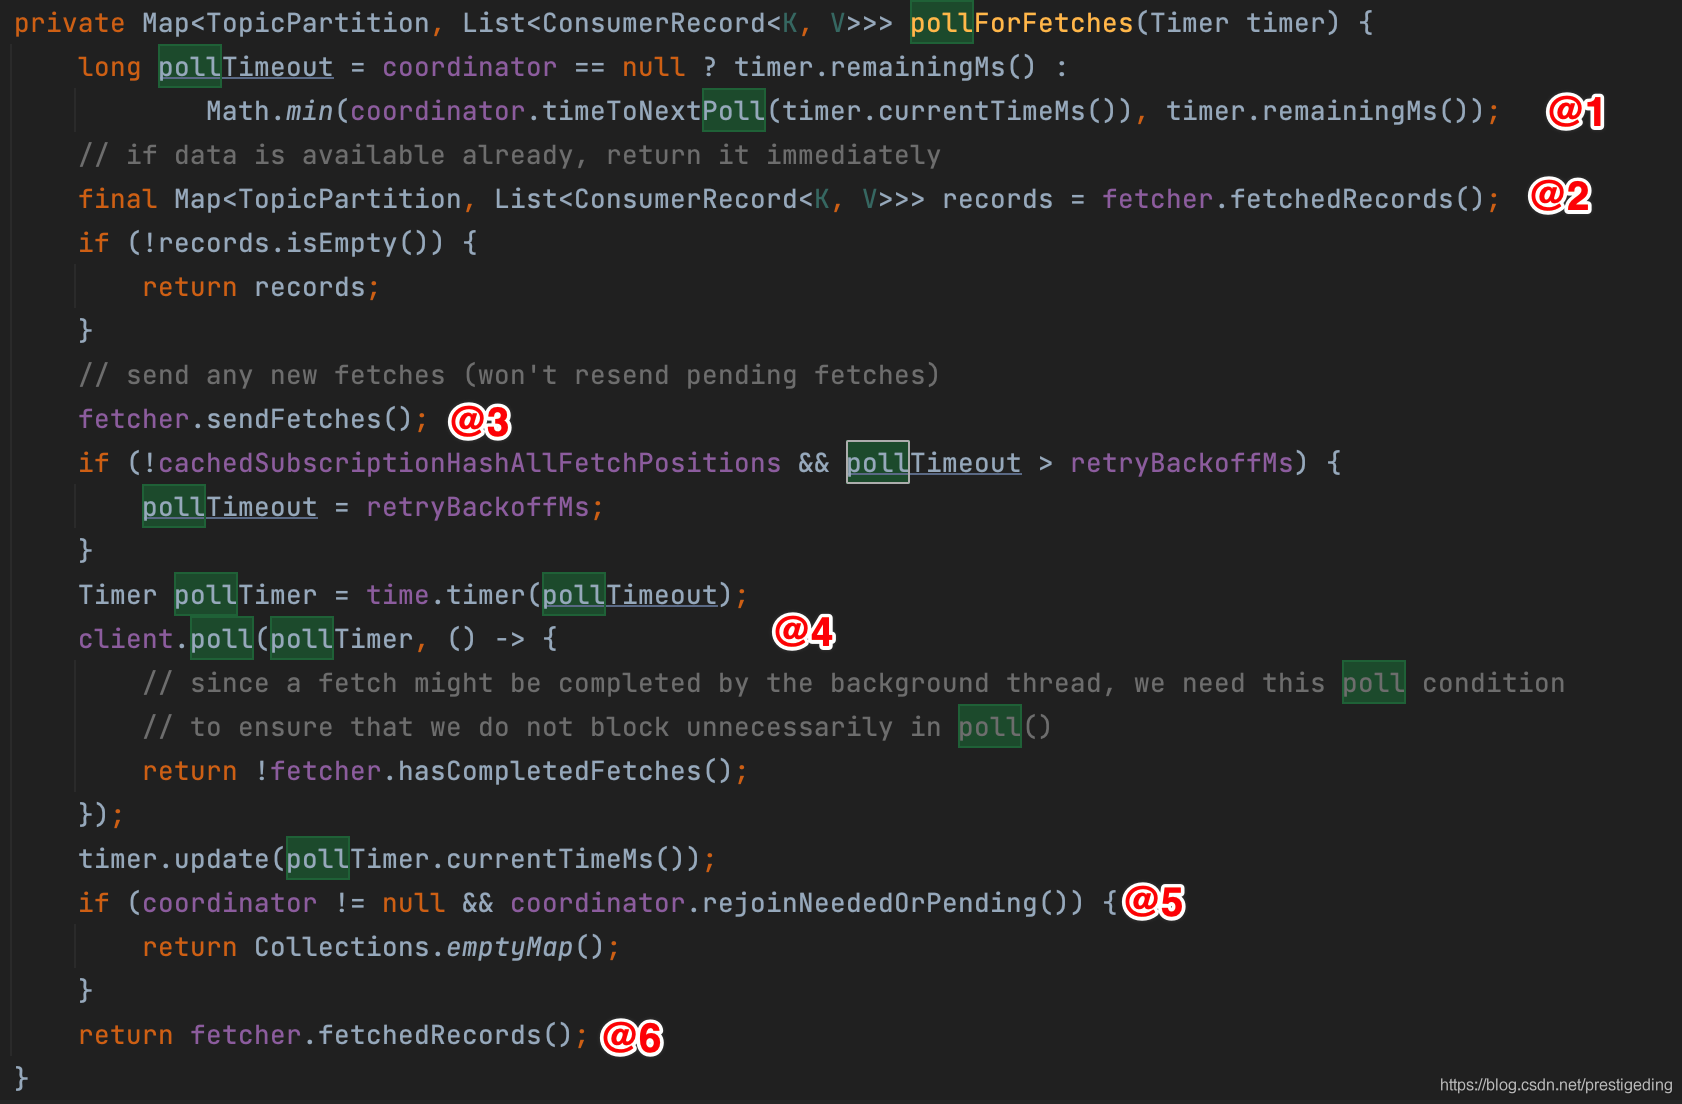 private Map<TopicPartition, List<ConsumerRecord<K, V>>> pollForFetches(Timer timer) {
    long pollTimeout = coordinator == null ? timer.remainingMs() :
            Math.min(coordinator.timeToNextPoll(timer.currentTimeMs()), timer.remainingMs()); @1
    // if data is available already, return it immediately
    final Map<TopicPartition, List<ConsumerRecord<K, V>>> records = fetcher.fetchedRecords(); @2
    if (!records.isEmpty()) {
        return records;
    }
    // send any new fetches (won't resend pending fetches)
    fetcher.sendFetches(); @3
    if (!cachedSubscriptionHashAllFetchPositions && pollTimeout > retryBackoffMs) {
        pollTimeout = retryBackoffMs;
    }
    Timer pollTimer = time.timer(pollTimeout);
    client.poll(pollTimer, () -> { @4
        // since a fetch might be completed by the background thread, we need this poll condition
        // to ensure that we do not block unnecessarily in poll()
        return !fetcher.hasCompletedFetches();
    });
    timer.update(pollTimer.currentTimeMs());
    if (coordinator != null && coordinator.rejoinNeededOrPending()) { @5
        return Collections.emptyMap();
    }
    return fetcher.fetchedRecords(); @6
}
https://blog.csdn.net/prestigeding